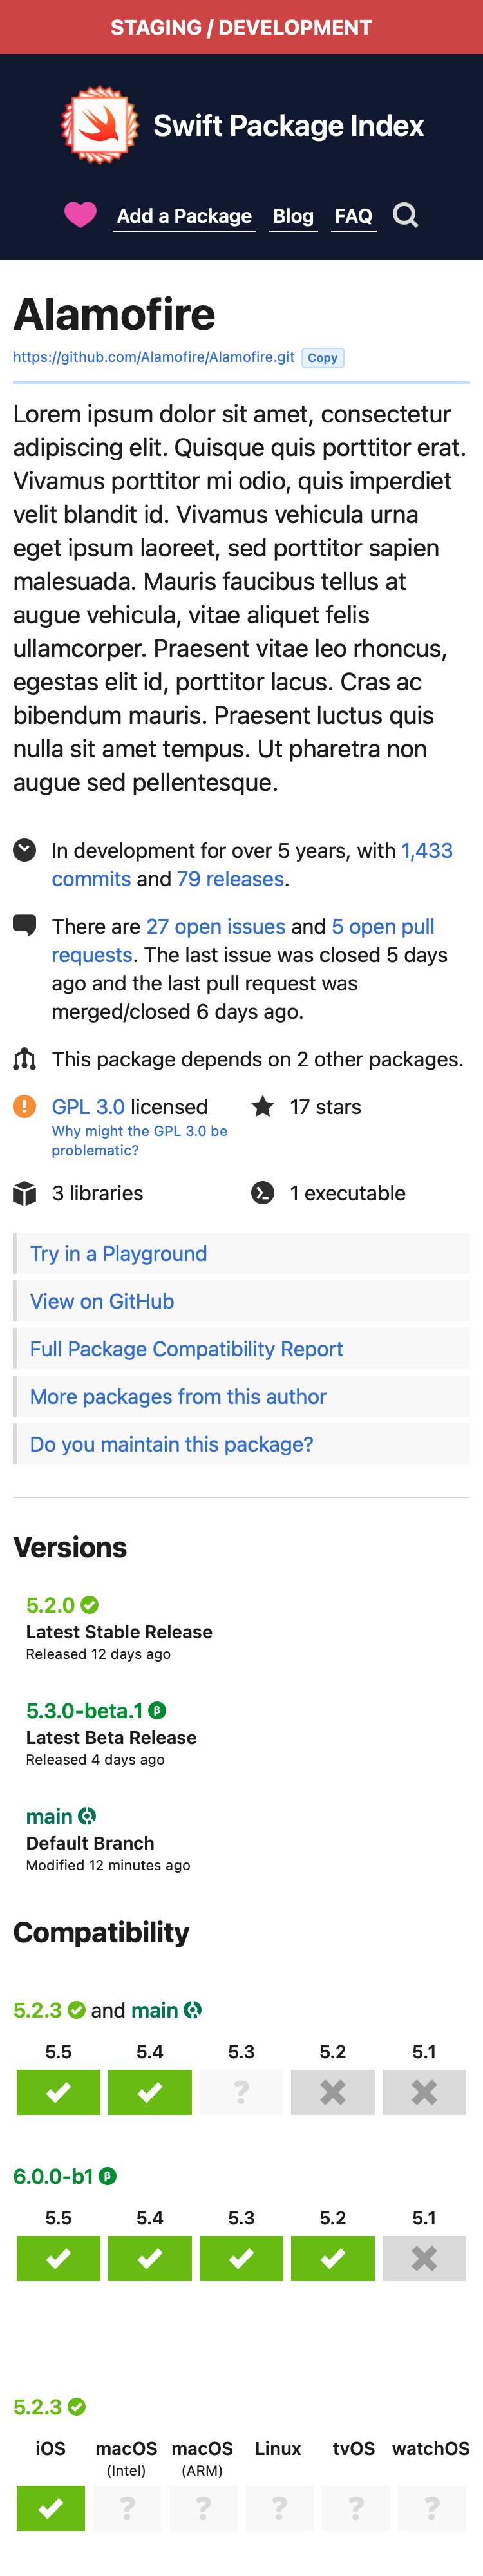 STAGING / DEVELOPMENT
Swift Package Index
Add a Package Blog FAQ
Alamofire
https://github.com/Alamofire/Alamofire.git Copy
Lorem ipsum dolor sit amet, consectetur
adipiscing elit. Quisque quis porttitor erat.
Vivamus porttitor mi odio, quis imperdiet
velit blandit id. Vivamus vehicula urna
eget ipsum laoreet, sed porttitor sapien
malesuada. Mauris faucibus tellus at
augue vehicula, vitae aliquet felis
ullamcorper. Praesent vitae leo rhoncus,
egestas elit id, porttitor lacus. Cras ac
bibendum mauris. Praesent luctus quis
nulla sit amet tempus. Ut pharetra non
augue sed pellentesque.
In development for over 5 years, with 1,433
commits and 79 releases.
There are 27 open issues and 5 open pull
requests. The last issue was closed 5 days
ago and the last pull request was
merged/closed 6 days ago.
This package depends on 2 other packages.
GPL 3.0 licensed
Why might the GPL 3.0 be
problematic?
17 stars
3 libraries
1 executable
Try in a Playground
View on GitHub
Full Package Compatibility Report
More packages from this author
Do you maintain this package?
Versions
5.2.0
Latest Stable Release
Released 12 days ago
5.3.0-beta.1 β
Latest Beta Release
Released 4 days ago
main
Default Branch
Modified 12 minutes ago
Compatibility
5.2.3 and main
5.5 5.4 5.3 5.2 5.1
?
6.0.0-b1 β
5.5 5.4 5.3 5.2 5.1
5.2.3
iOS macOS macOS Linux tvOS watchOS
(Intel) (ARM)
? ? ? ? ?